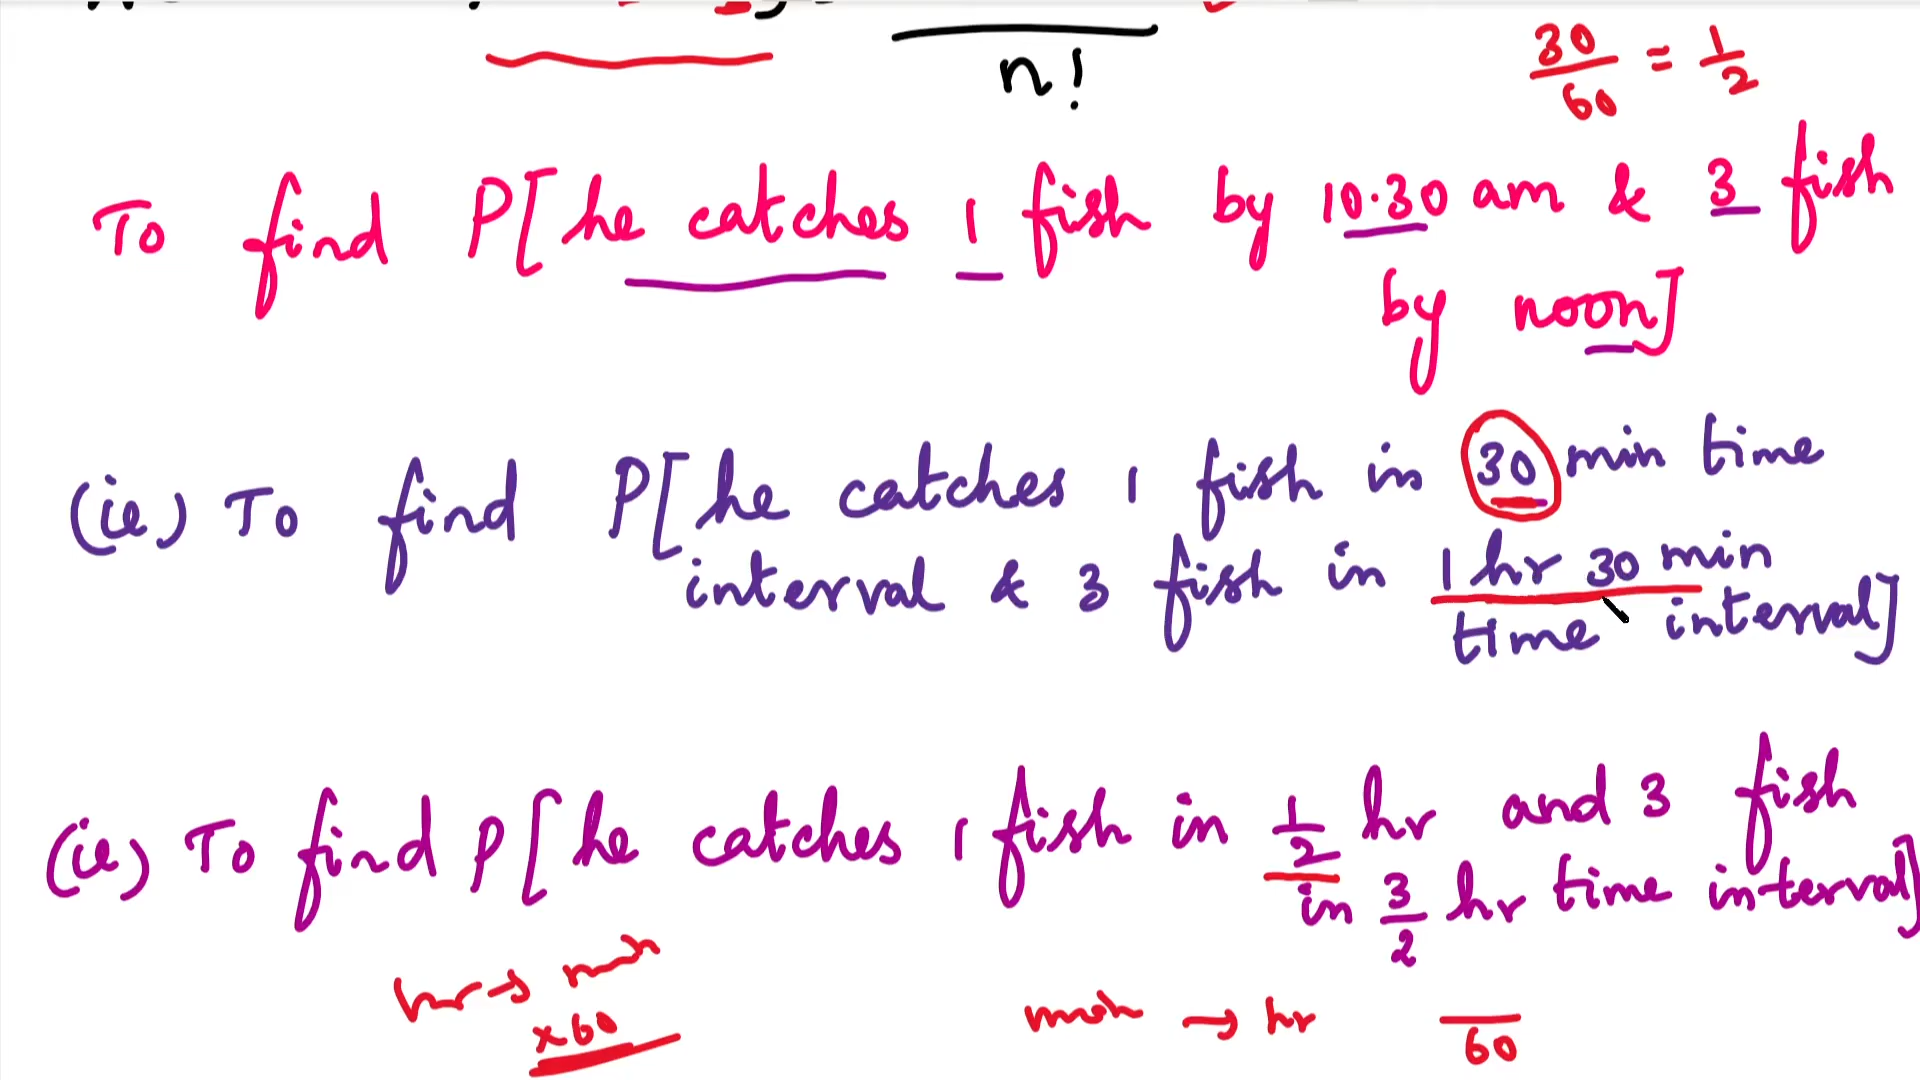 n!
30/60 = 1/2
To find P[he catches 1 fish by 10.30 am & 3 fish
by noon]
(ie) To find P[he catches 1 fish in 30 min time
interval & 3 fish in 1 hr 30 min
time interval]
(ie) To find P[he catches 1 fish in 1/2 hr and 3 fish
in 3/2 hr time interval]
hr → min
×60
min → hr
60